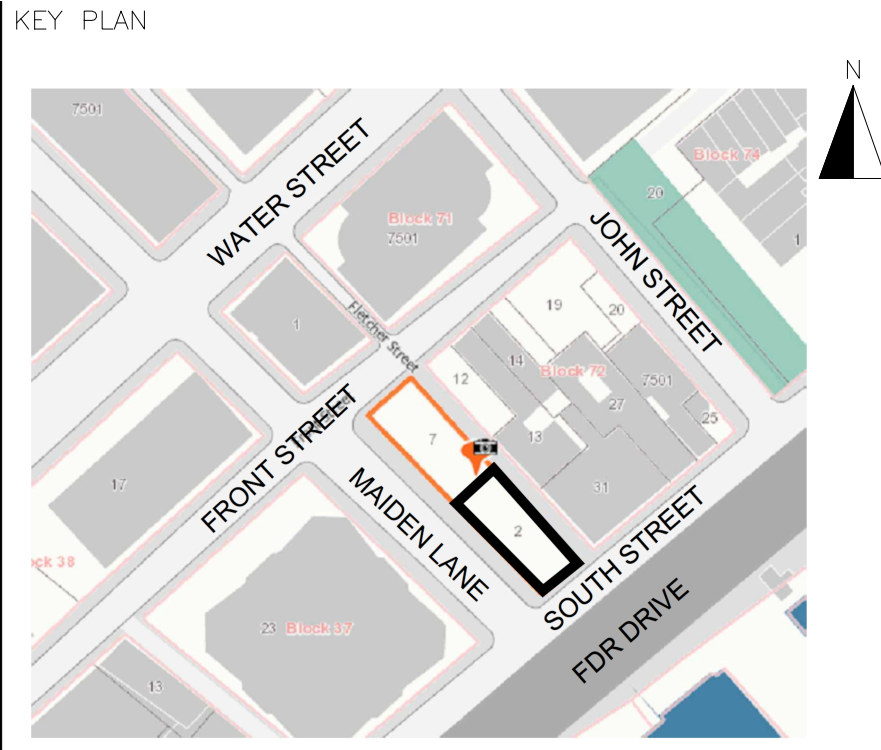 KEY PLAN
N
7501
WATER STREET
Block 74
20
1
Block 71
7501
JOHN STREET
1
Fletcher Street
19
20
14
Block 72
7501
12
27
25
FRONT STREET
7
13
17
31
MAIDEN LANE
2
SOUTH STREET
FDR DRIVE
ock 38
23 Block 37
13